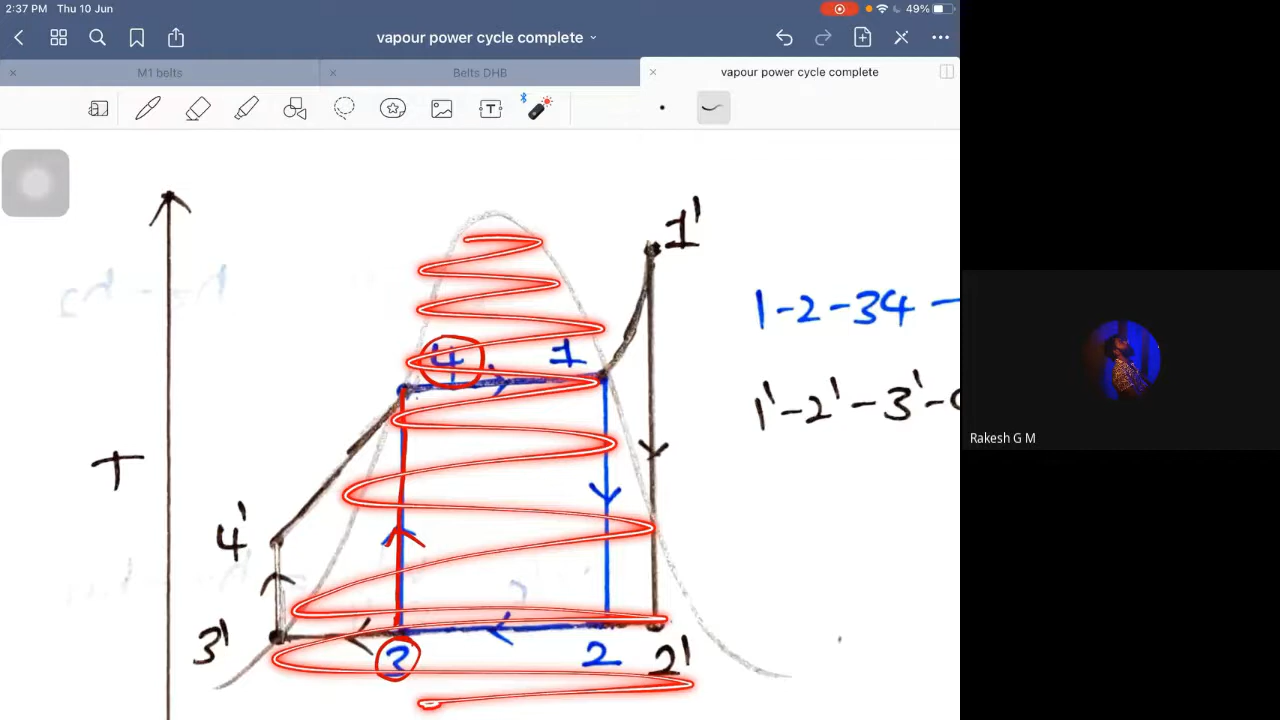 2:37 PM Thu 10 Jun 49%
vapour power cycle complete
M1 belts Belts DHB vapour power cycle complete
T
1'
4 1
1-2-34 -
1'-2'-3'-
4'
3' 3 2 2'
Rakesh G M